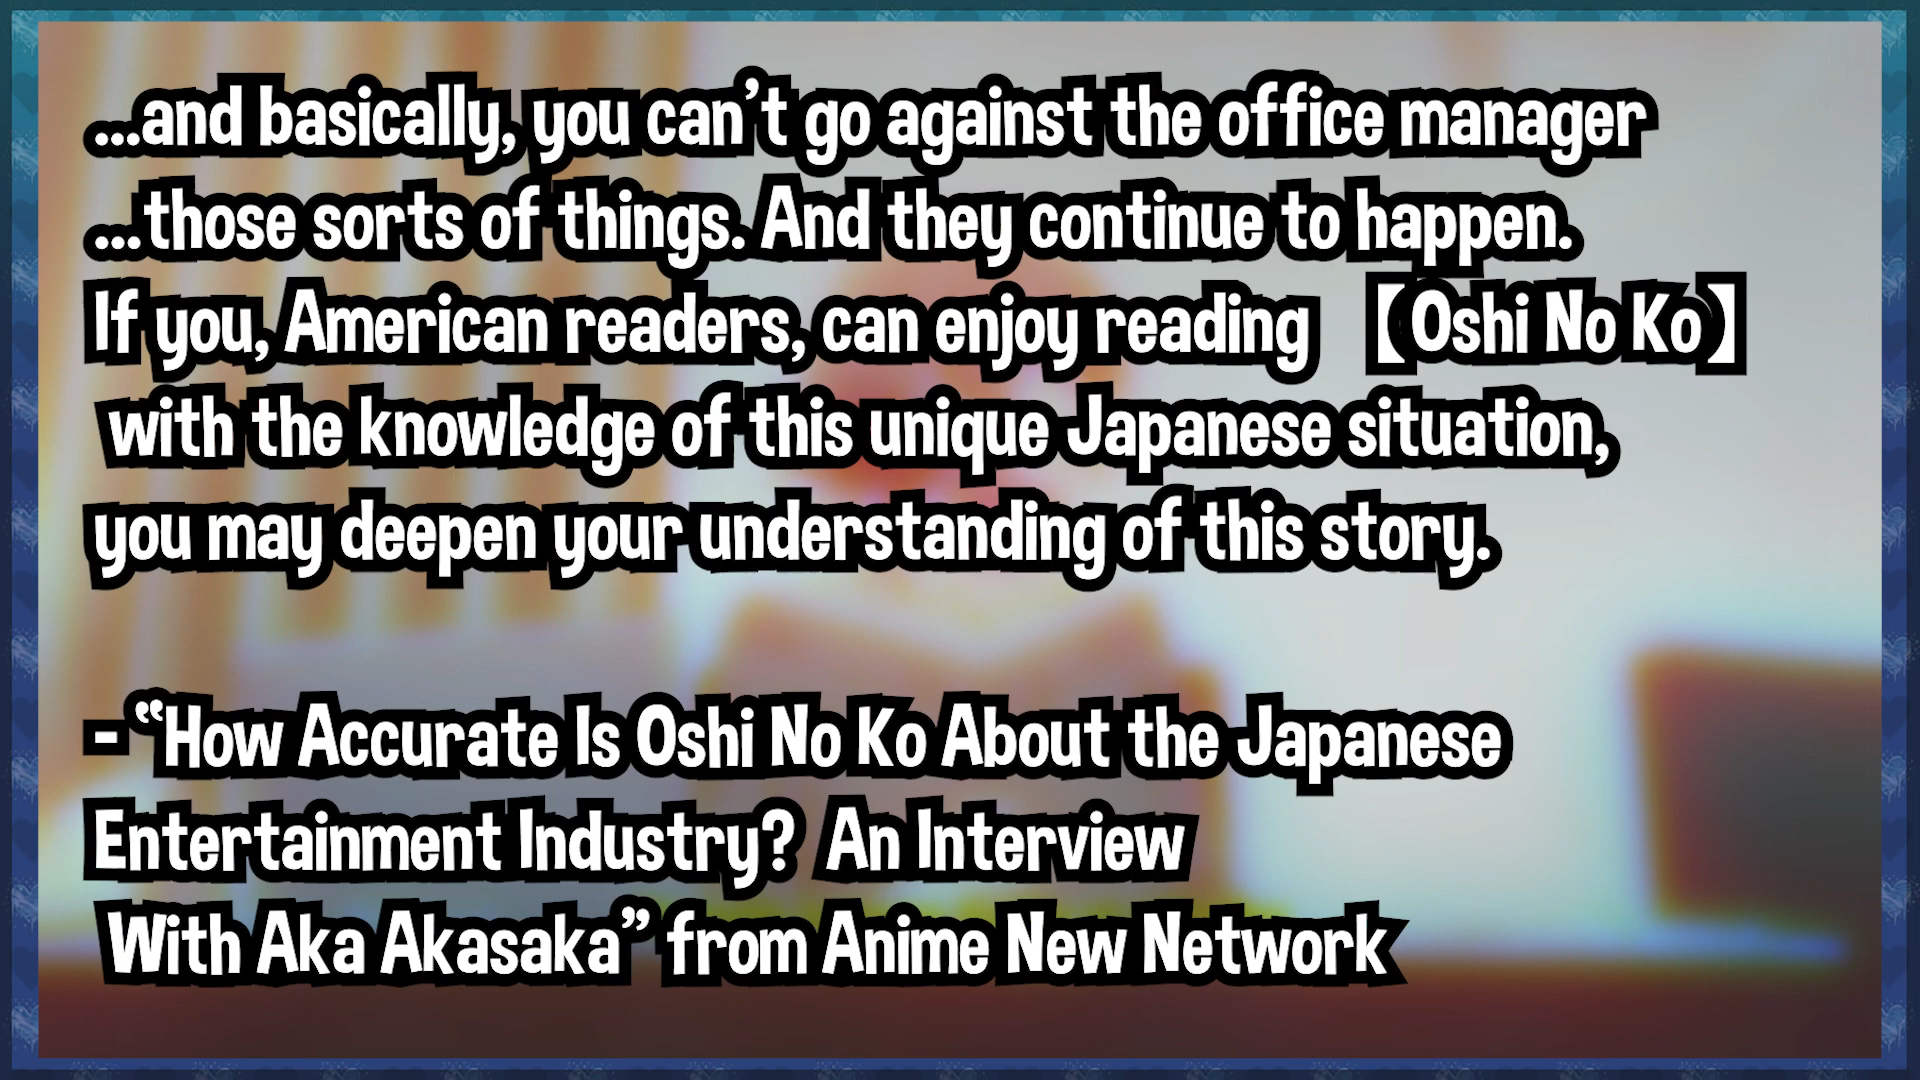 ...and basically, you can’t go against the office manager
...those sorts of things. And they continue to happen.
If you, American readers, can enjoy reading 【Oshi No Ko】
with the knowledge of this unique Japanese situation,
you may deepen your understanding of this story.
- “How Accurate Is Oshi No Ko About the Japanese
Entertainment Industry? An Interview
With Aka Akasaka” from Anime New Network